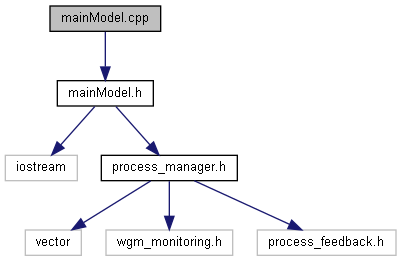 mainModel.cpp
mainModel.h
iostream
process_manager.h
vector
wgm_monitoring.h
process_feedback.h